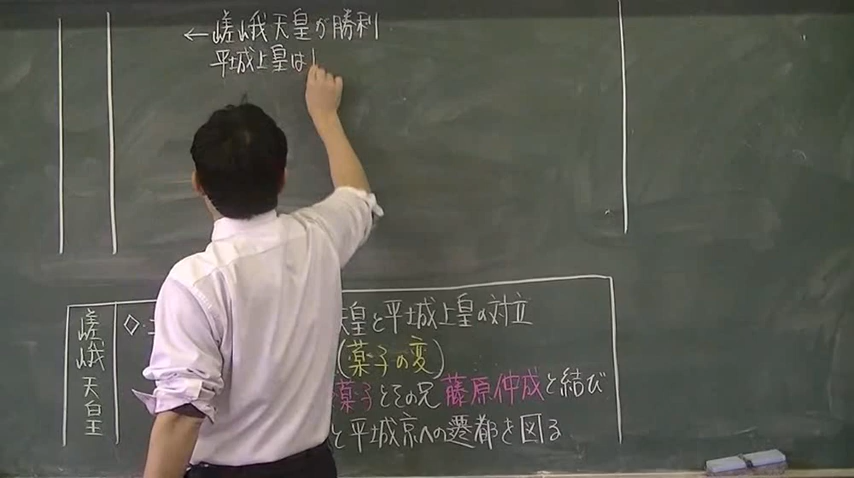 ←嵯峨天皇が勝利
平城上皇は
嵯峨天皇
天皇と平城上皇の対立
(薬子の変)
薬子とその兄藤原仲成と結び
と平城京への遷都を図る